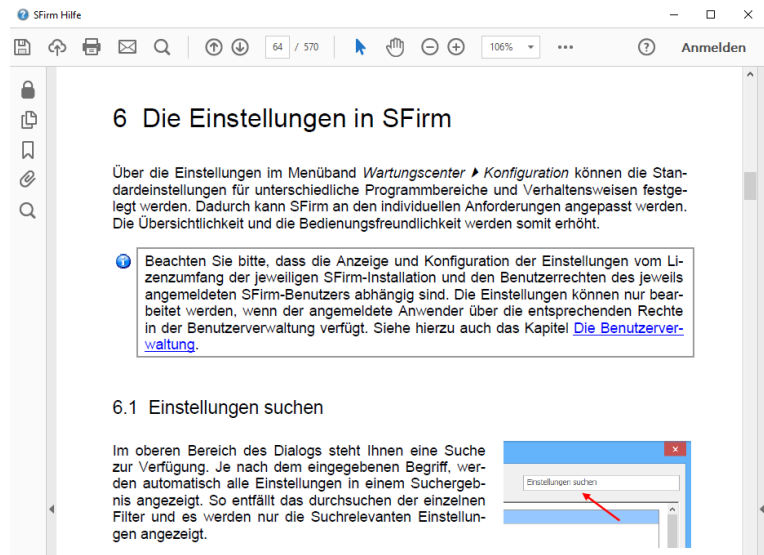 SFirm Hilfe
64 / 570
106%
Anmelden
6 Die Einstellungen in SFirm
Über die Einstellungen im Menüband Wartungscenter ▶ Konfiguration können die Stan-
dardeinstellungen für unterschiedliche Programmbereiche und Verhaltensweisen festge-
legt werden. Dadurch kann SFirm an den individuellen Anforderungen angepasst werden.
Die Übersichtlichkeit und die Bedienungsfreundlichkeit werden somit erhöht.
Beachten Sie bitte, dass die Anzeige und Konfiguration der Einstellungen vom Li-
zenzumfang der jeweiligen SFirm-Installation und den Benutzerrechten des jeweils
angemeldeten SFirm-Benutzers abhängig sind. Die Einstellungen können nur bear-
beitet werden, wenn der angemeldete Anwender über die entsprechenden Rechte
in der Benutzerverwaltung verfügt. Siehe hierzu auch das Kapitel Die Benutzerver-
waltung.
6.1 Einstellungen suchen
Im oberen Bereich des Dialogs steht Ihnen eine Suche
zur Verfügung. Je nach dem eingegebenen Begriff, wer-
den automatisch alle Einstellungen in einem Suchergeb-
nis angezeigt. So entfällt das durchsuchen der einzelnen
Filter und es werden nur die Suchrelevanten Einstellun-
gen angezeigt.
Einstellungen suchen